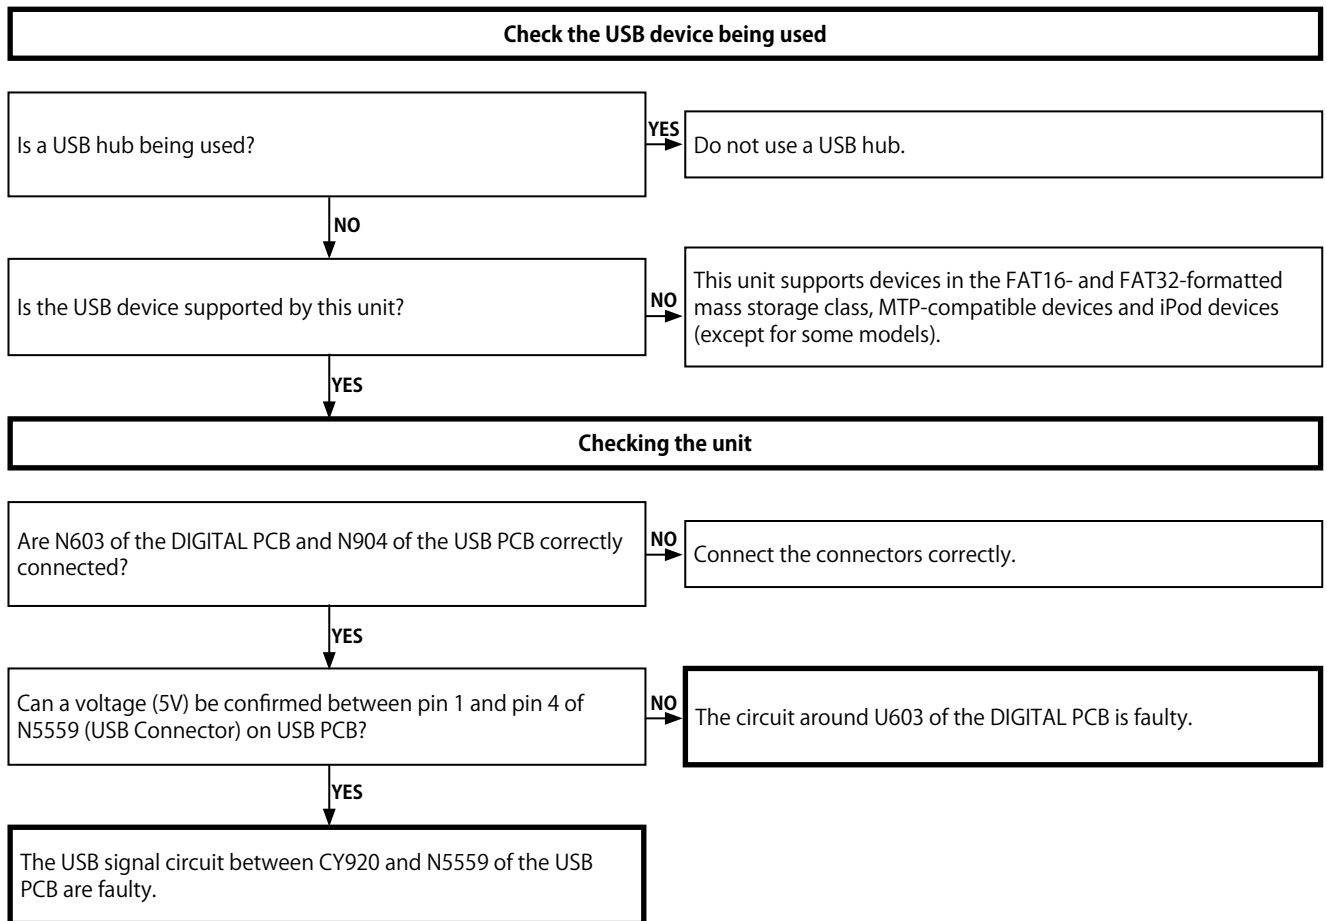 Check the USB device being used
Is a USB hub being used?
YES
Do not use a USB hub.
NO
Is the USB device supported by this unit?
NO
This unit supports devices in the FAT16- and FAT32-formatted
mass storage class, MTP-compatible devices and iPod devices
(except for some models).
YES
Checking the unit
Are N603 of the DIGITAL PCB and N904 of the USB PCB correctly
connected?
NO
Connect the connectors correctly.
YES
Can a voltage (5V) be confirmed between pin 1 and pin 4 of
N5559 (USB Connector) on USB PCB?
NO
The circuit around U603 of the DIGITAL PCB is faulty.
YES
The USB signal circuit between CY920 and N5559 of the USB
PCB are faulty.